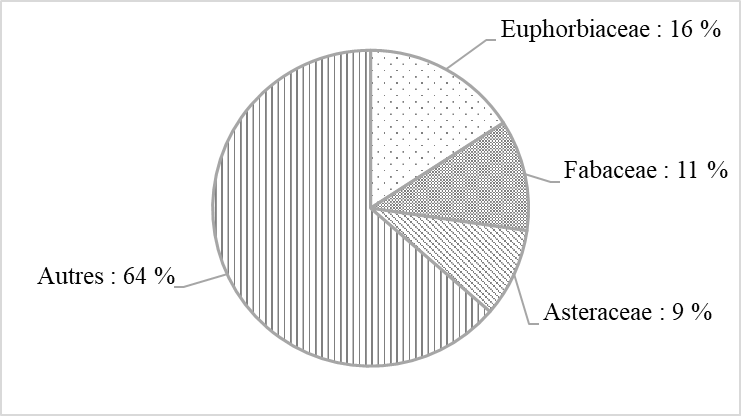 Euphorbiaceae : 16 %
Fabaceae : 11 %
Autres : 64 %
Asteraceae : 9 %